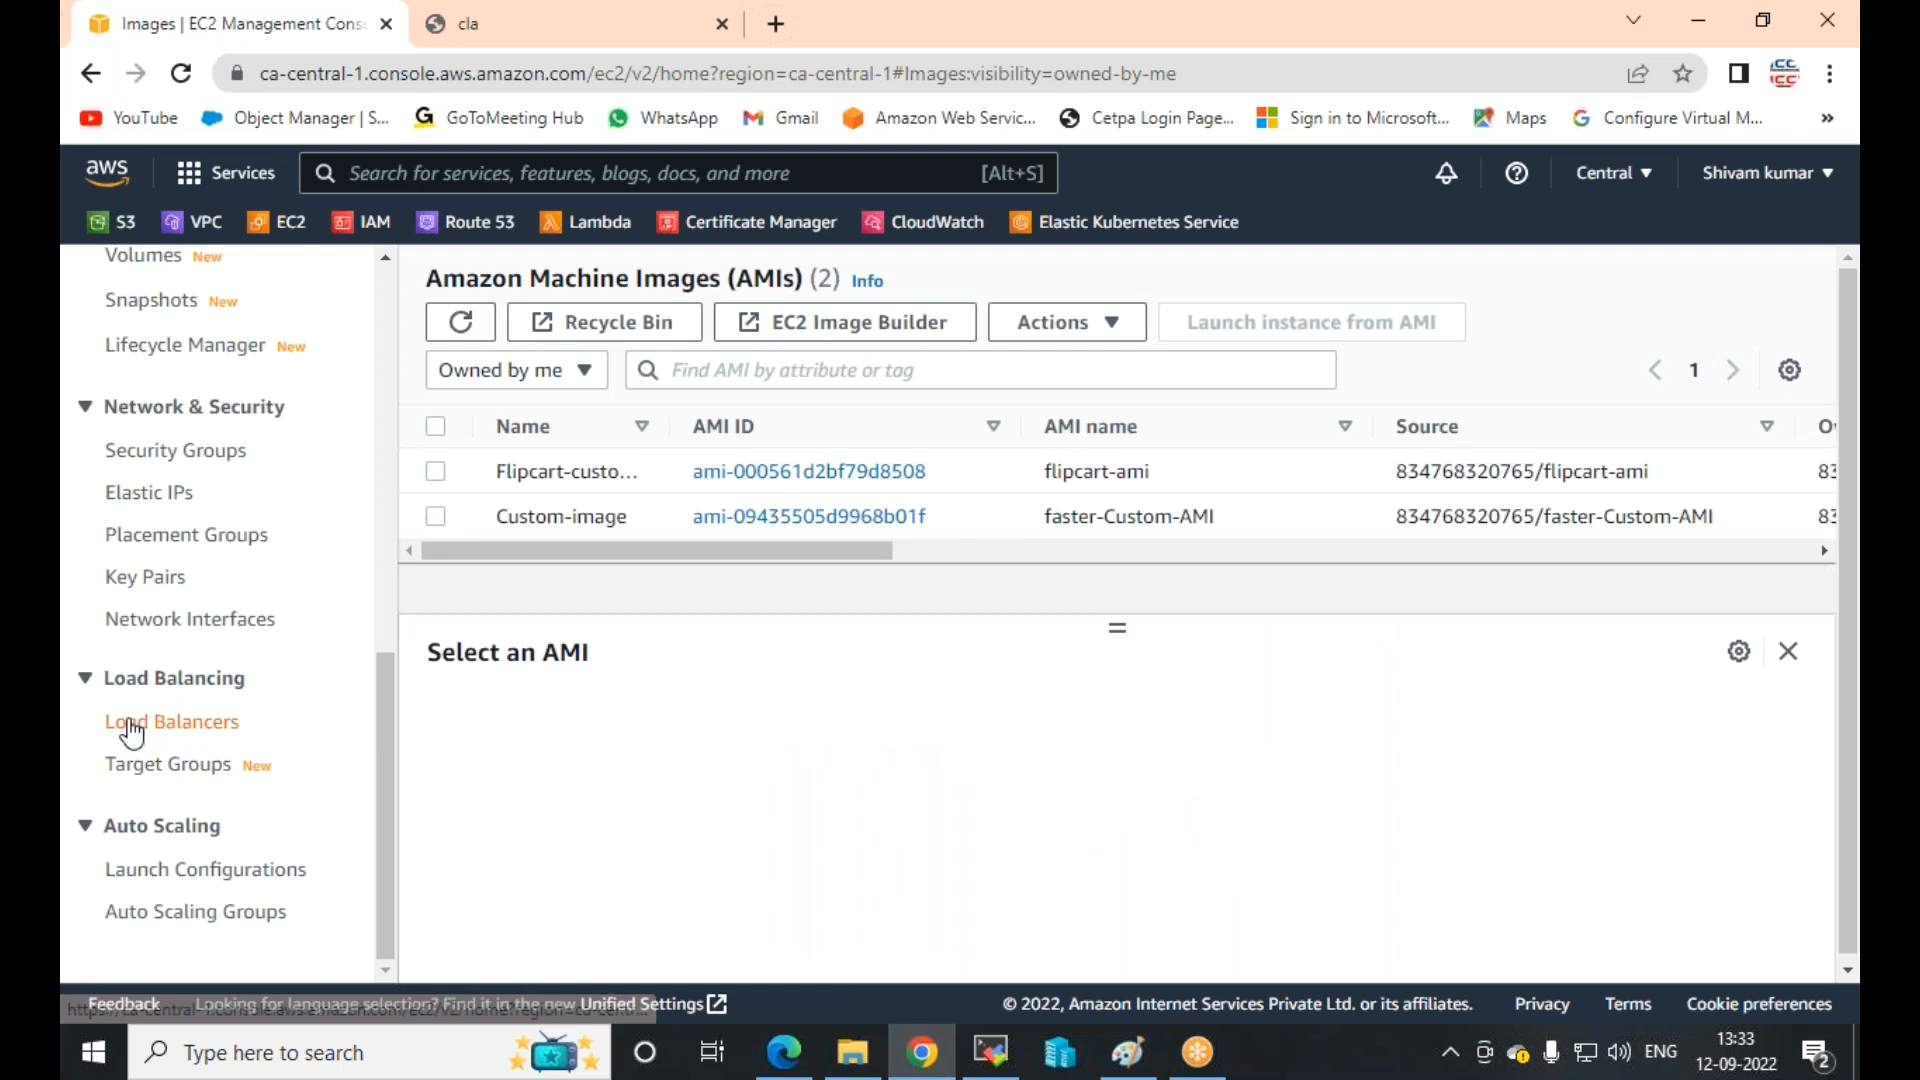 Images | EC2 Management Conso
cla
ca-central-1.console.aws.amazon.com/ec2/v2/home?region=ca-central-1#Images:visibility=owned-by-me
YouTube
Object Manager | S...
GoToMeeting Hub
WhatsApp
Gmail
Amazon Web Servic...
Cetpa Login Page...
Sign in to Microsoft...
Maps
Configure Virtual M...
»
aws
Services
Search for services, features, blogs, docs, and more
[Alt+S]
Central
Shivam kumar
S3
VPC
EC2
IAM
Route 53
Lambda
Certificate Manager
CloudWatch
Elastic Kubernetes Service
Volumes New
Snapshots New
Lifecycle Manager New
Network & Security
Security Groups
Elastic IPs
Placement Groups
Key Pairs
Network Interfaces
Load Balancing
Load Balancers
Target Groups New
Auto Scaling
Launch Configurations
Auto Scaling Groups
Amazon Machine Images (AMIs) (2) Info
Recycle Bin
EC2 Image Builder
Actions
Launch instance from AMI
Owned by me
Find AMI by attribute or tag
1
Name
AMI ID
AMI name
Source
Flipcart-custo...
ami-000561d2bf79d8508
flipcart-ami
834768320765/flipcart-ami
83
Custom-image
ami-09435505d9968b01f
faster-Custom-AMI
834768320765/faster-Custom-AMI
83
Select an AMI
Feedback
Looking for language selection? Find it in the new Unified Settings
© 2022, Amazon Internet Services Private Ltd. or its affiliates.
Privacy
Terms
Cookie preferences
Type here to search
ENG
13:33
12-09-2022
2